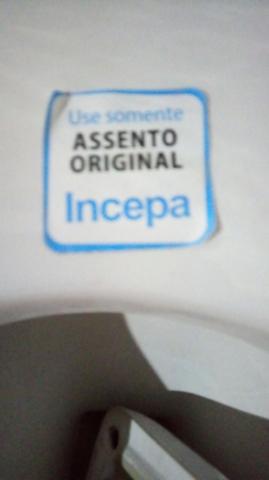 Use somente
ASSENTO
ORIGINAL
Incepa